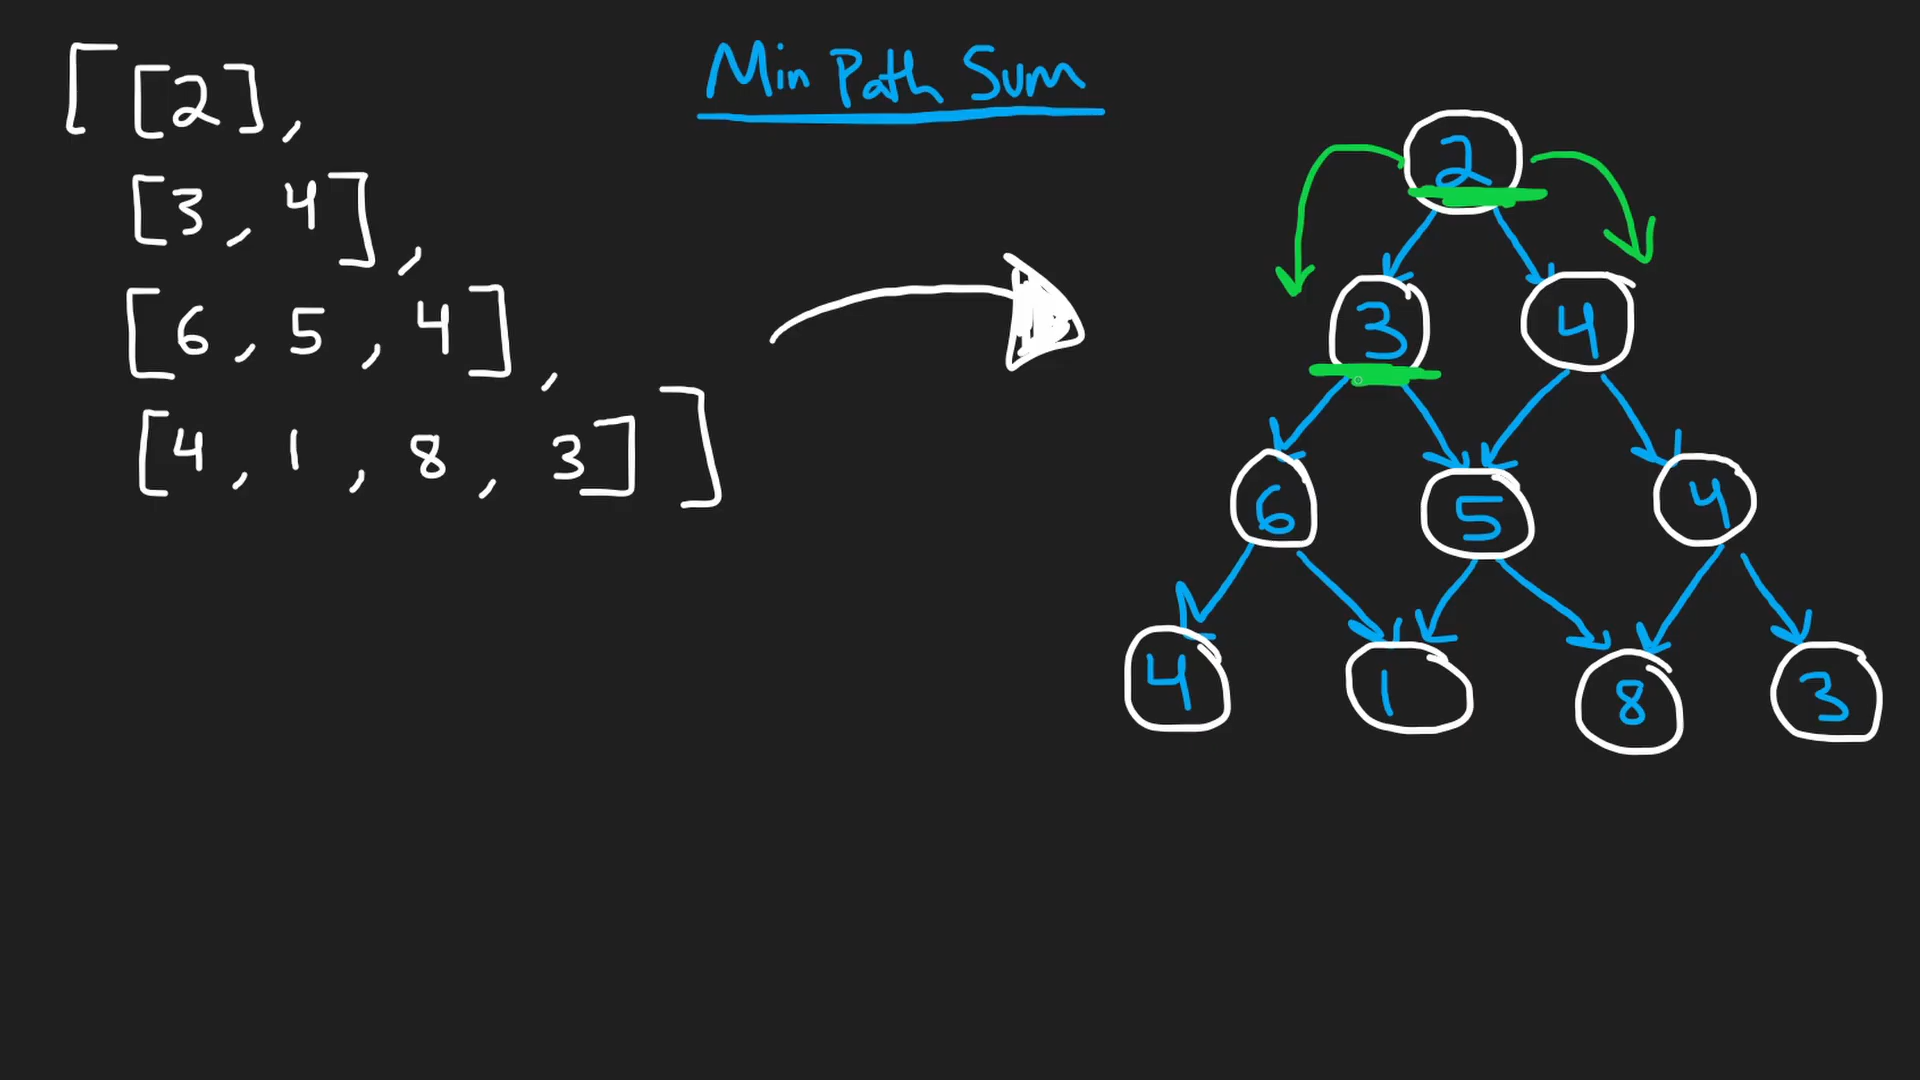 Min Path Sum
[[2],
[3, 4],
[6, 5, 4],
[4, 1, 8, 3]]
2
3 4
6 5 4
4 1 8 3